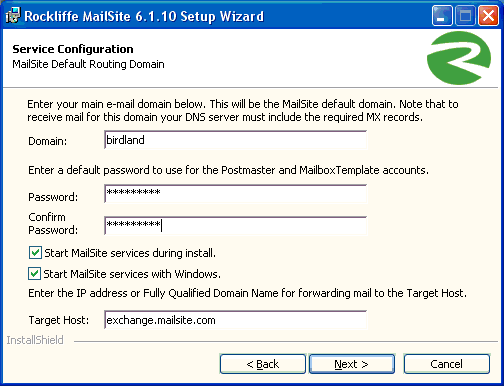 Rockliffe MailSite 6.1.10 Setup Wizard
Service Configuration
MailSite Default Routing Domain
Enter your main e-mail domain below. This will be the MailSite default domain. Note that to
receive mail for this domain your DNS server must include the required MX records.
Domain: birdland
Enter a default password to use for the Postmaster and MailboxTemplate accounts.
Password: *********
Confirm
Password: *********
Start MailSite services during install.
Start MailSite services with Windows.
Enter the IP address or Fully Qualified Domain Name for forwarding mail to the Target Host.
Target Host: exchange.mailsite.com
InstallShield
< Back Next > Cancel